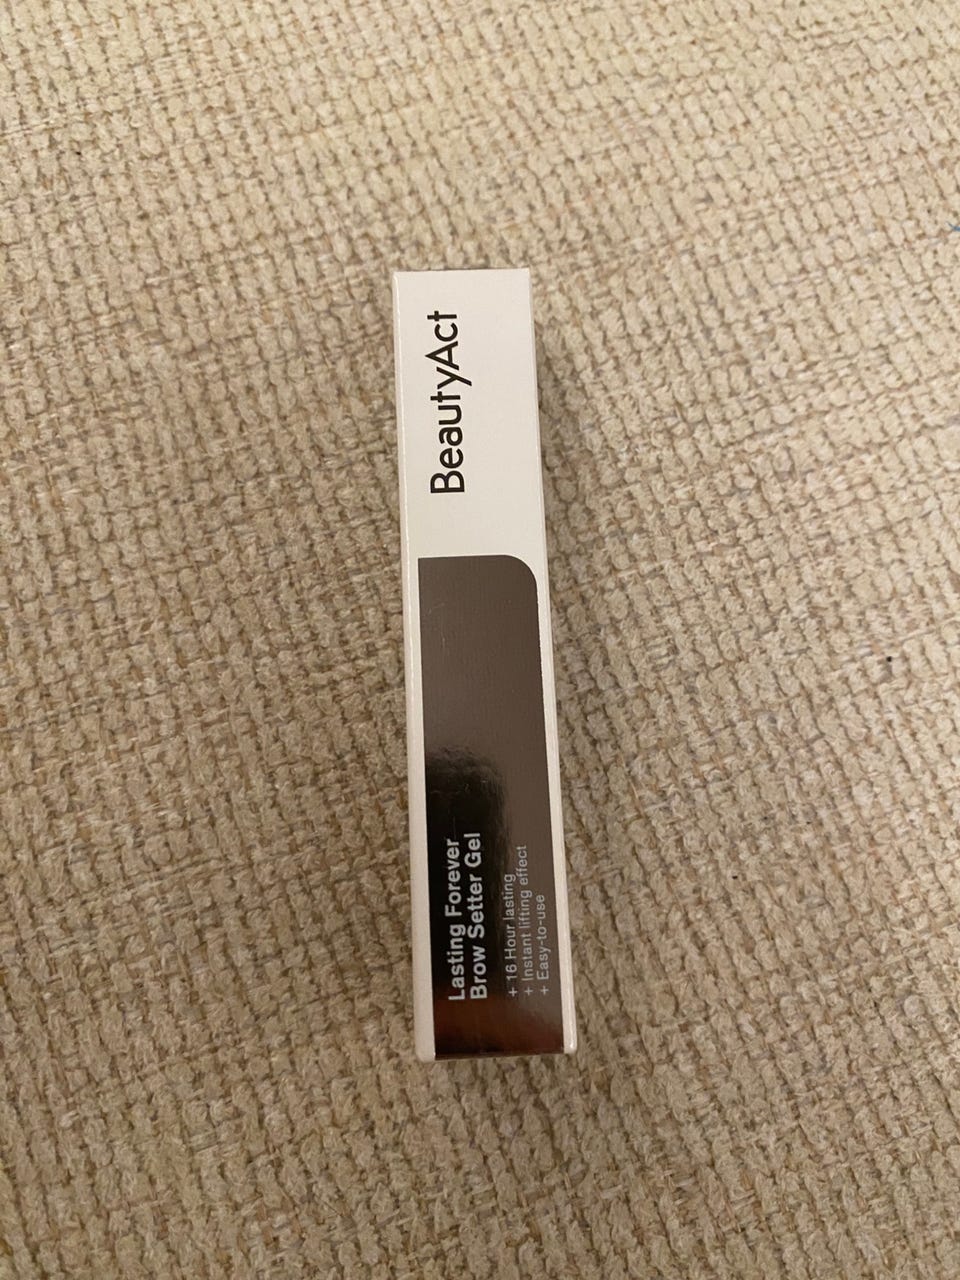 BeautyAct
Lasting Forever
Brow Setter Gel
+ 16 Hour lasting
+ Instant lifting effect
+ Easy-to-use